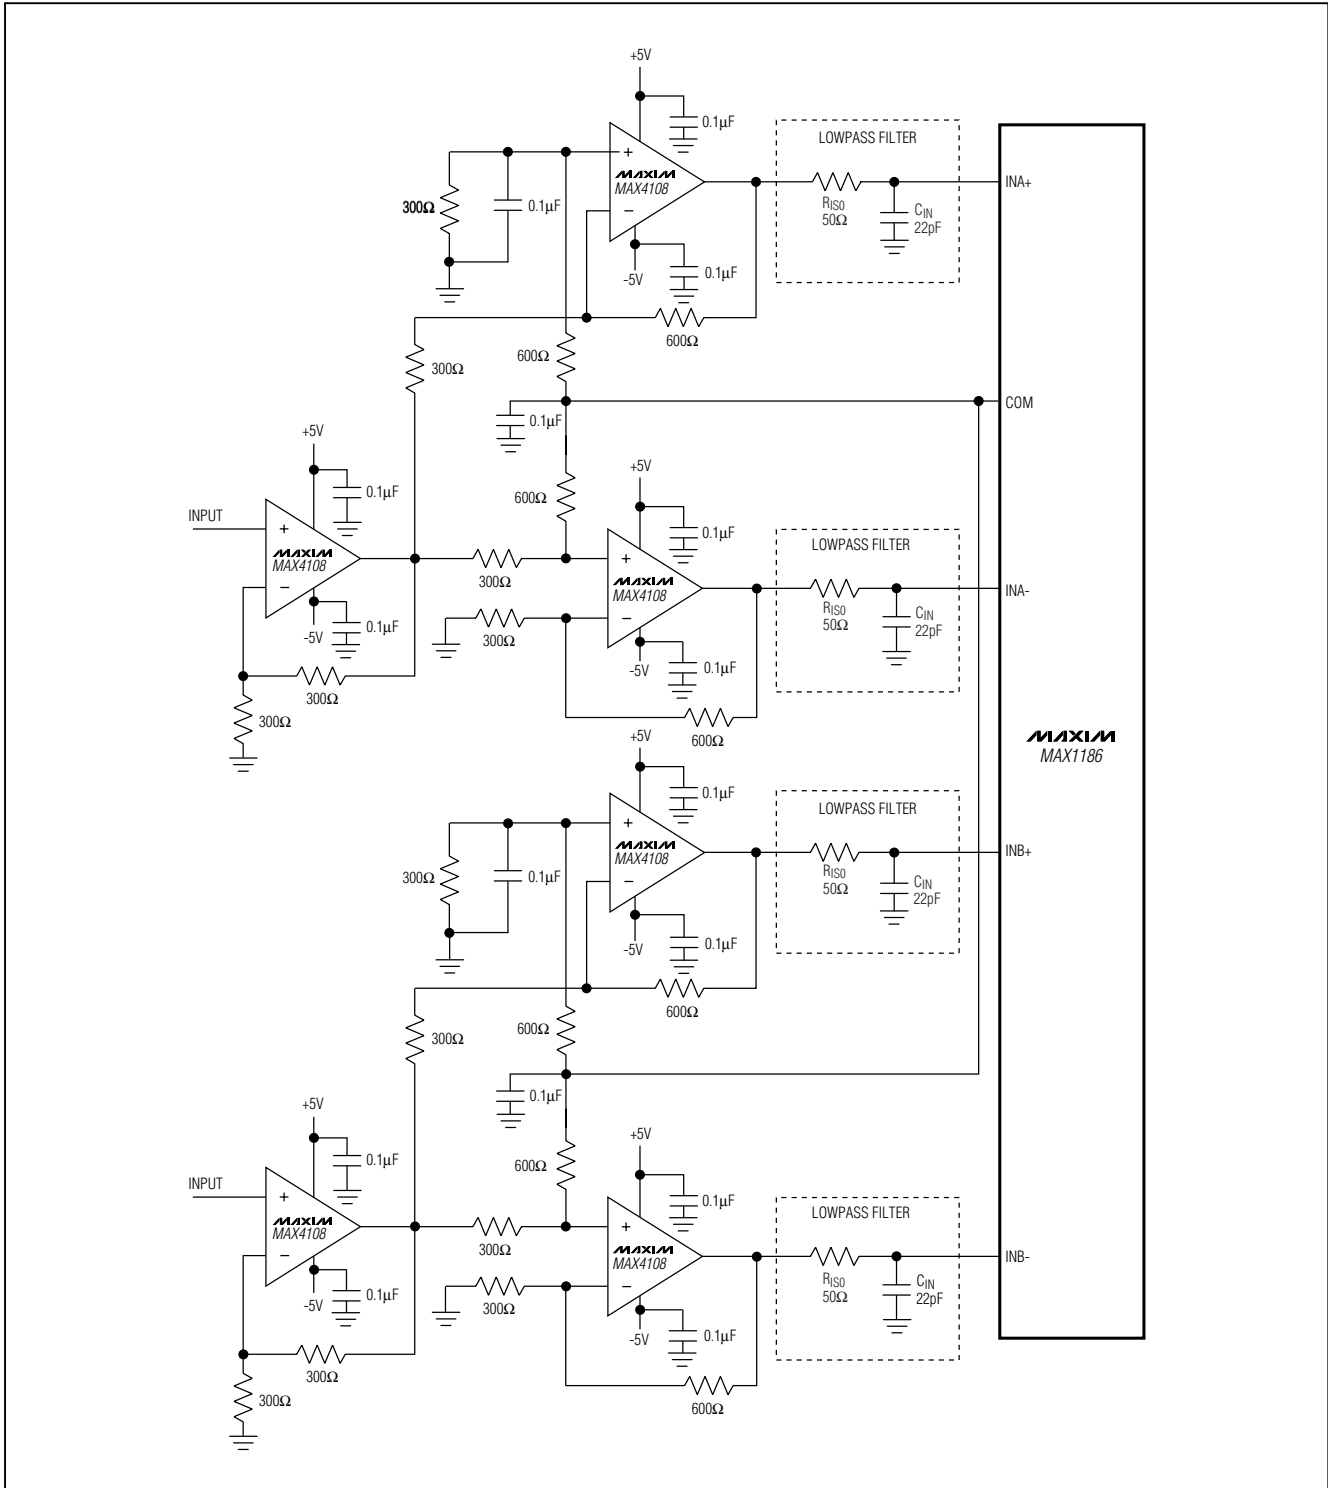 +5V
0.1µF
LOWPASS FILTER
+
MAXIM
MAX4108
INA+
300Ω
0.1µF
RISO
50Ω
CIN
22pF
−
0.1µF
-5V
600Ω
600Ω
300Ω
COM
0.1µF
+5V
+5V
0.1µF
600Ω
INPUT
+
0.1µF
LOWPASS FILTER
MAXIM
MAX4108
+
300Ω
MAXIM
MAX4108
INA-
RISO
50Ω
CIN
22pF
−
-5V
0.1µF
300Ω
−
-5V
0.1µF
300Ω
300Ω
600Ω
+5V
MAXIM
MAX1186
0.1µF
LOWPASS FILTER
+
MAXIM
MAX4108
INB+
300Ω
0.1µF
RISO
50Ω
CIN
22pF
−
0.1µF
-5V
600Ω
600Ω
300Ω
0.1µF
+5V
+5V
0.1µF
600Ω
INPUT
+
0.1µF
LOWPASS FILTER
MAXIM
MAX4108
+
300Ω
MAXIM
MAX4108
INB-
RISO
50Ω
CIN
22pF
−
-5V
0.1µF
300Ω
−
-5V
0.1µF
300Ω
300Ω
600Ω